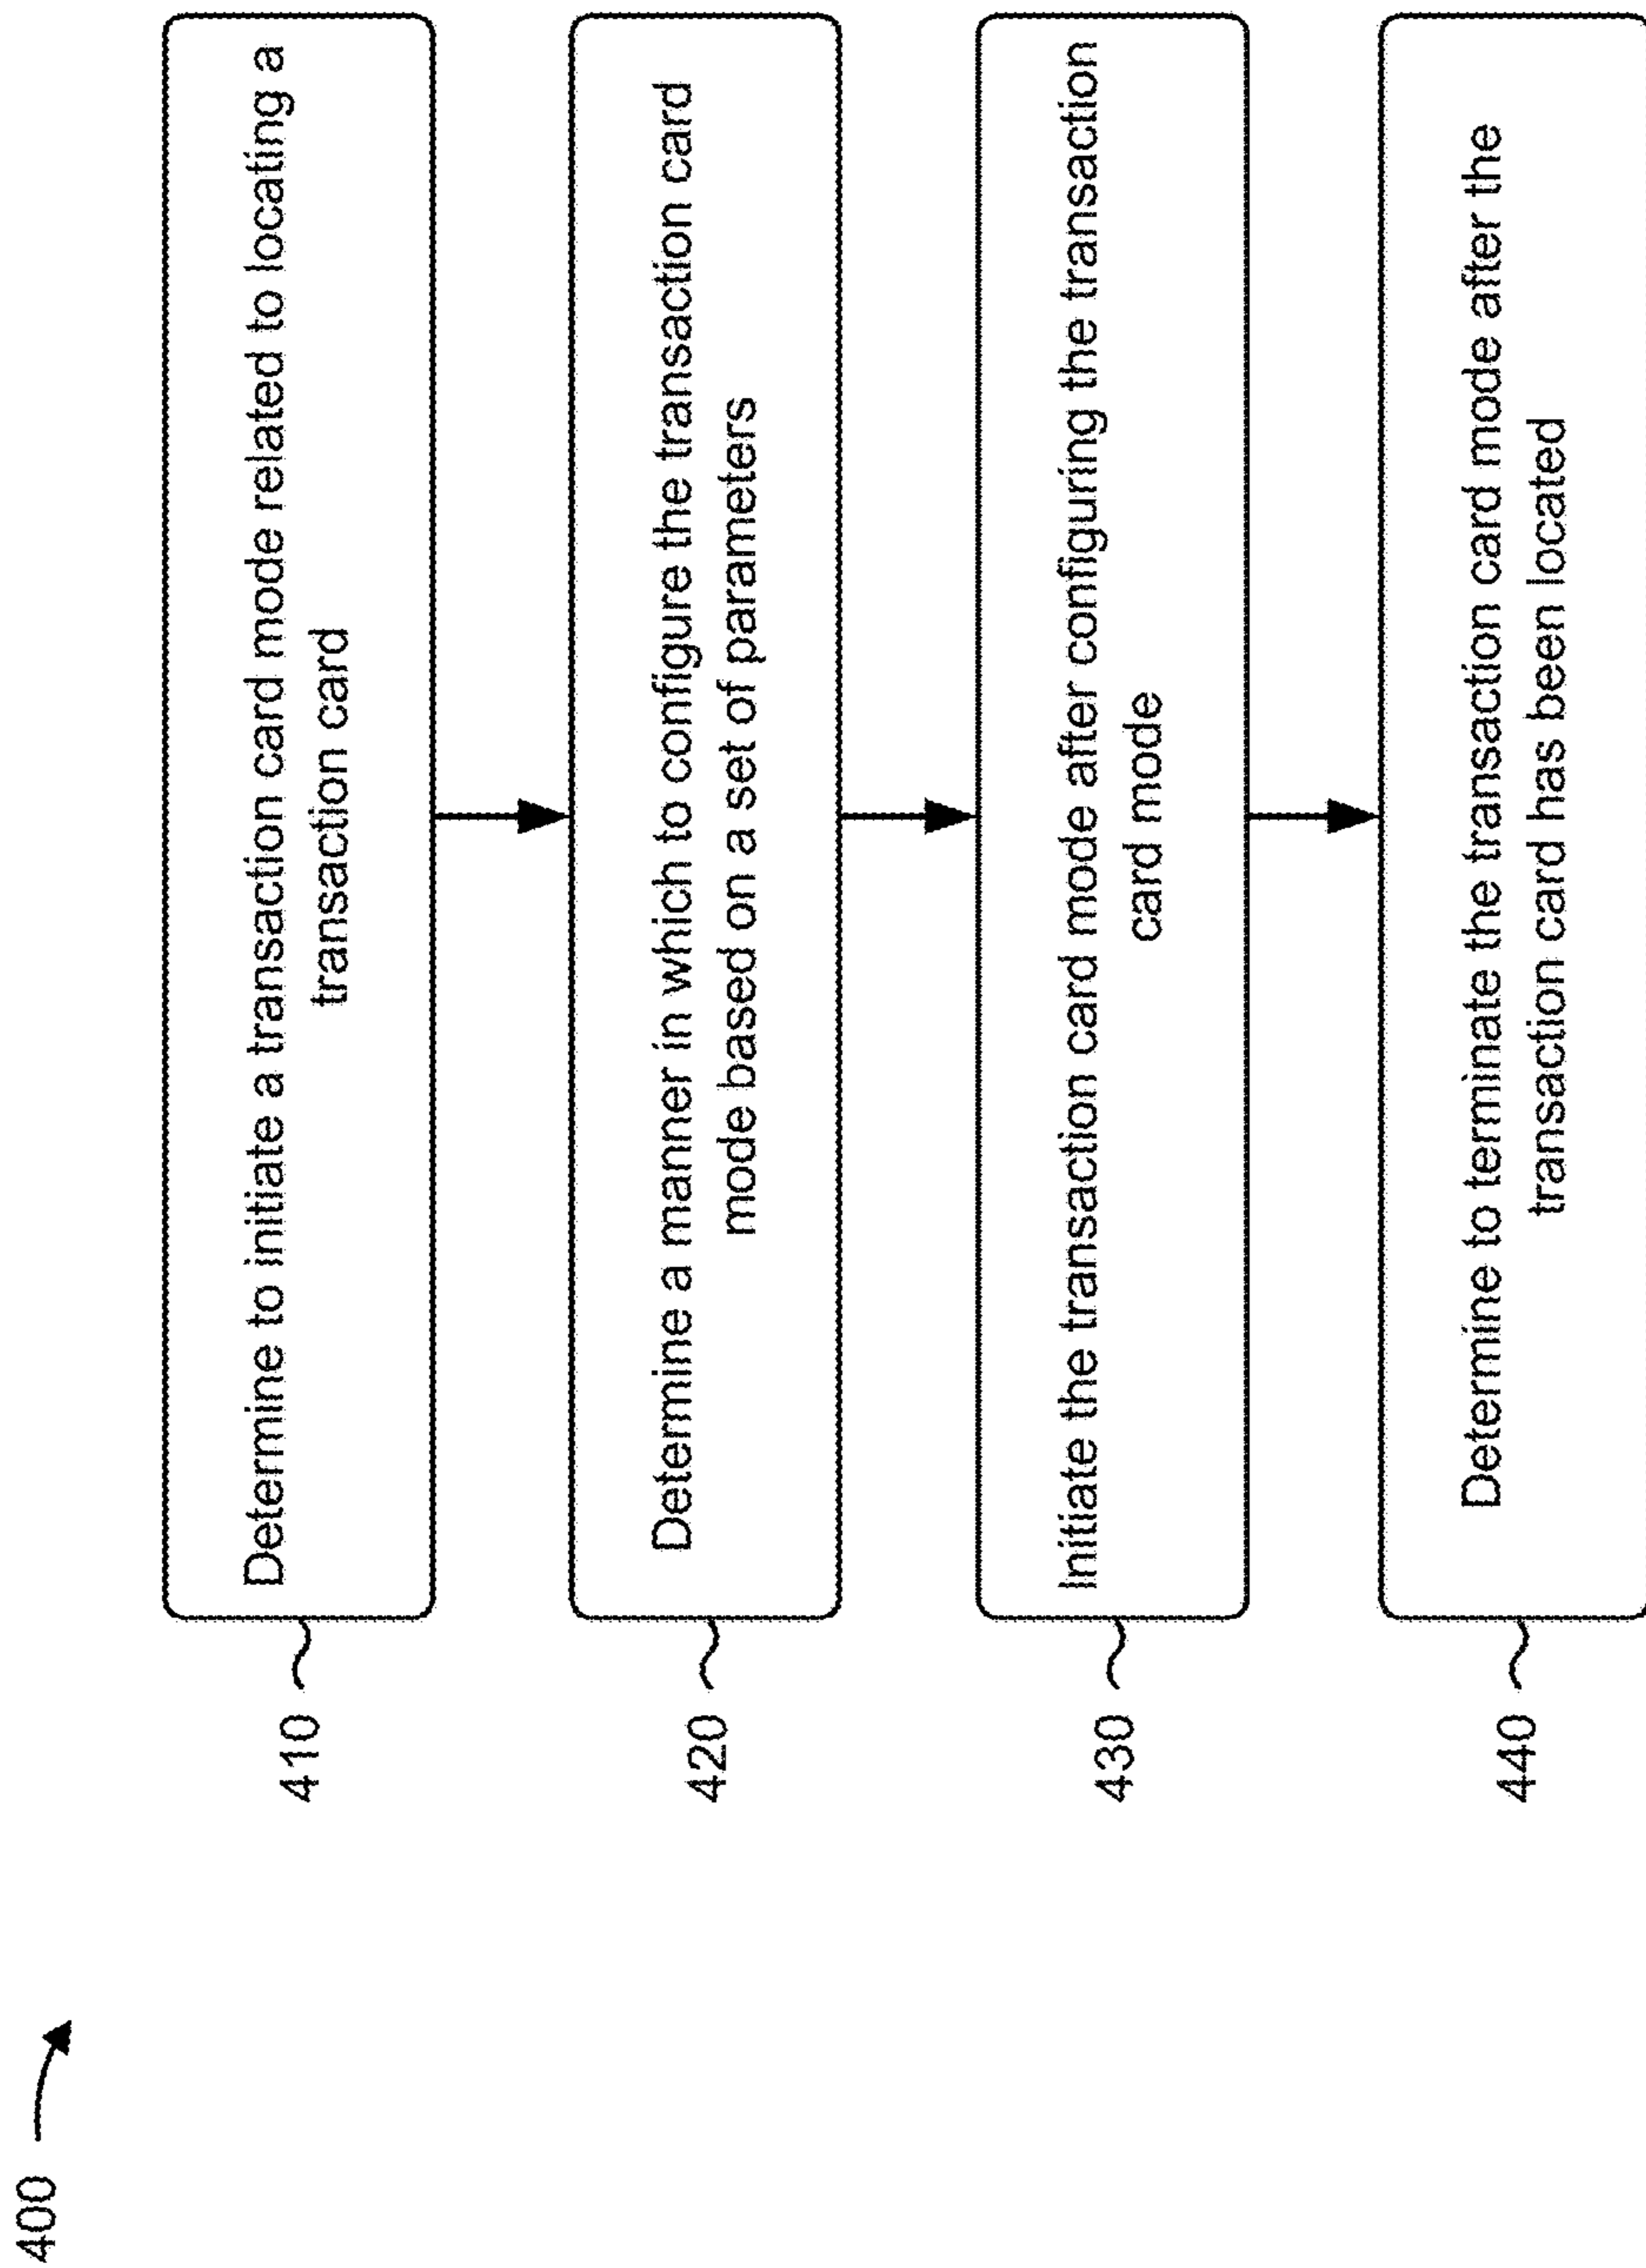 400
410
Determine to initiate a transaction card mode related to locating a
transaction card
420
Determine a manner in which to configure the transaction card
mode based on a set of parameters
430
Initiate the transaction card mode after configuring the transaction
card mode
440
Determine to terminate the transaction card mode after the
transaction card has been located